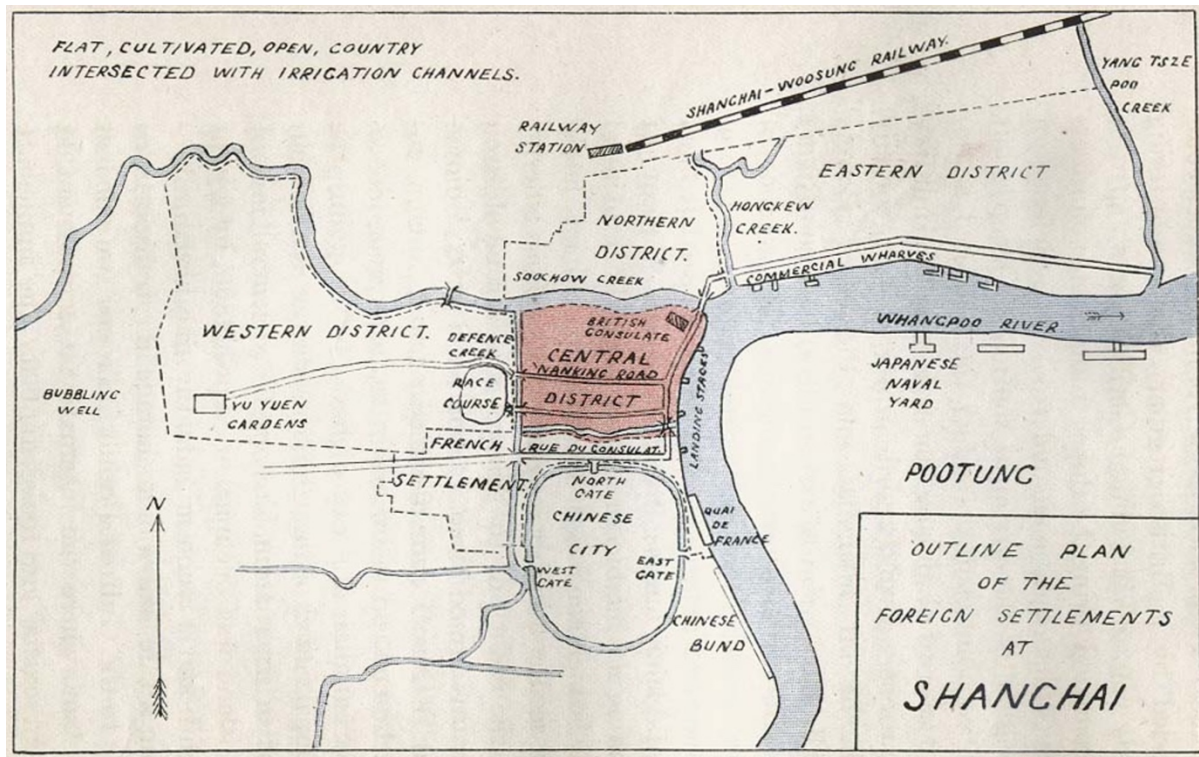 FLAT, CULTIVATED, OPEN, COUNTRY
INTERSECTED WITH IRRIGATION CHANNELS.
SHANGHAI-WOOSUNG RAILWAY.
YANG TSZE
POO
CREEK
RAILWAY
STATION
EASTERN DISTRICT
NORTHERN
DISTRICT.
HONGKEW
CREEK.
SOOCHOW CREEK
COMMERCIAL WHARVES
WHANGPOO RIVER
JAPANESE
NAVAL
YARD
WESTERN DISTRICT.
DEFENCE
CREEK
BRITISH
CONSULATE
CENTRAL
NANKING ROAD
DISTRICT
RACE
COURSE
LANDING STAGES
BUBBLING
WELL
YU YUEN
GARDENS
FRENCH
SETTLEMENT.
RUE DU CONSULAT.
NORTH
GATE
CHINESE
CITY
WEST
GATE
EAST
GATE
QUAI
DE
FRANCE
CHINESE
BUND
POOTUNG
N
OUTLINE PLAN
OF THE
FOREIGN SETTLEMENTS
AT
SHANGHAI